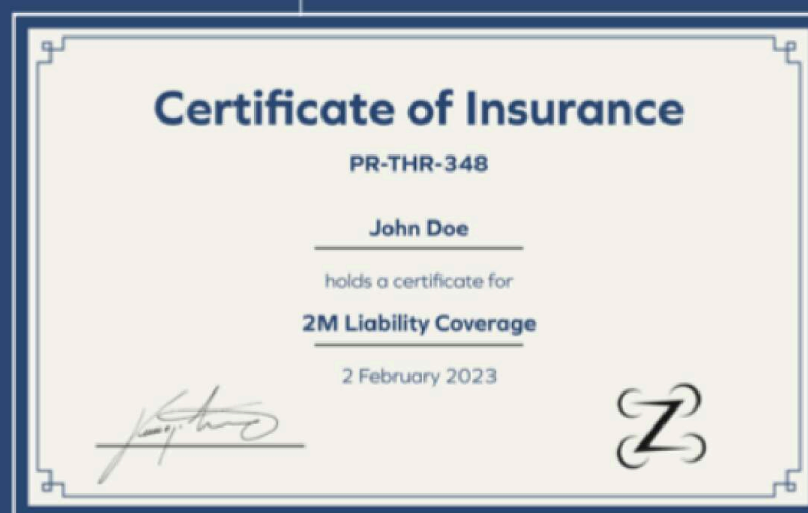 Certificate of Insurance
PR-THR-348
John Doe
holds a certificate for
2M Liability Coverage
2 February 2023
Z